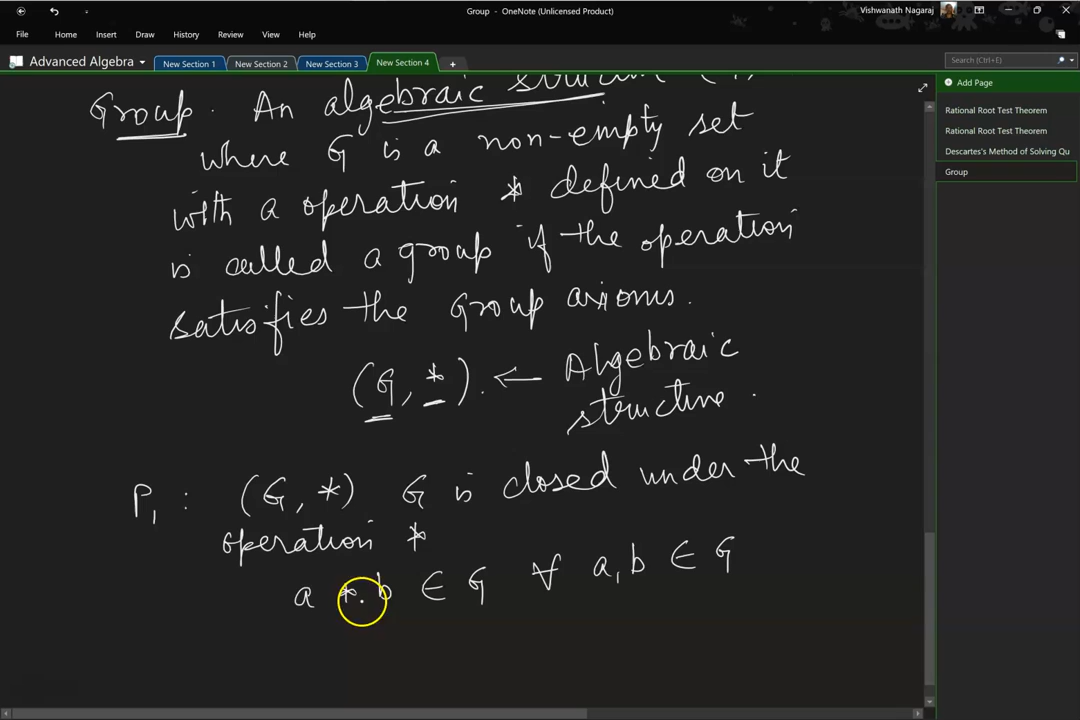 Group - OneNote (Unlicensed Product)
Vishwanath Nagaraj
File Home Insert Draw History Review View Help
Advanced Algebra New Section 1 New Section 2 New Section 3 New Section 4 +
Search (Ctrl+E)
Add Page
Rational Root Test Theorem
Rational Root Test Theorem
Descartes's Method of Solving Qu
Group
Group. An algebraic structure
where G is a non-empty set
with a operation * defined on it
is called a group if the operation
satisfies the Group axioms.
(G, *). ← Algebraic
structure.
P₁ : (G, *) G is closed under the
operation *
a * b ∈ G ∀ a, b ∈ G